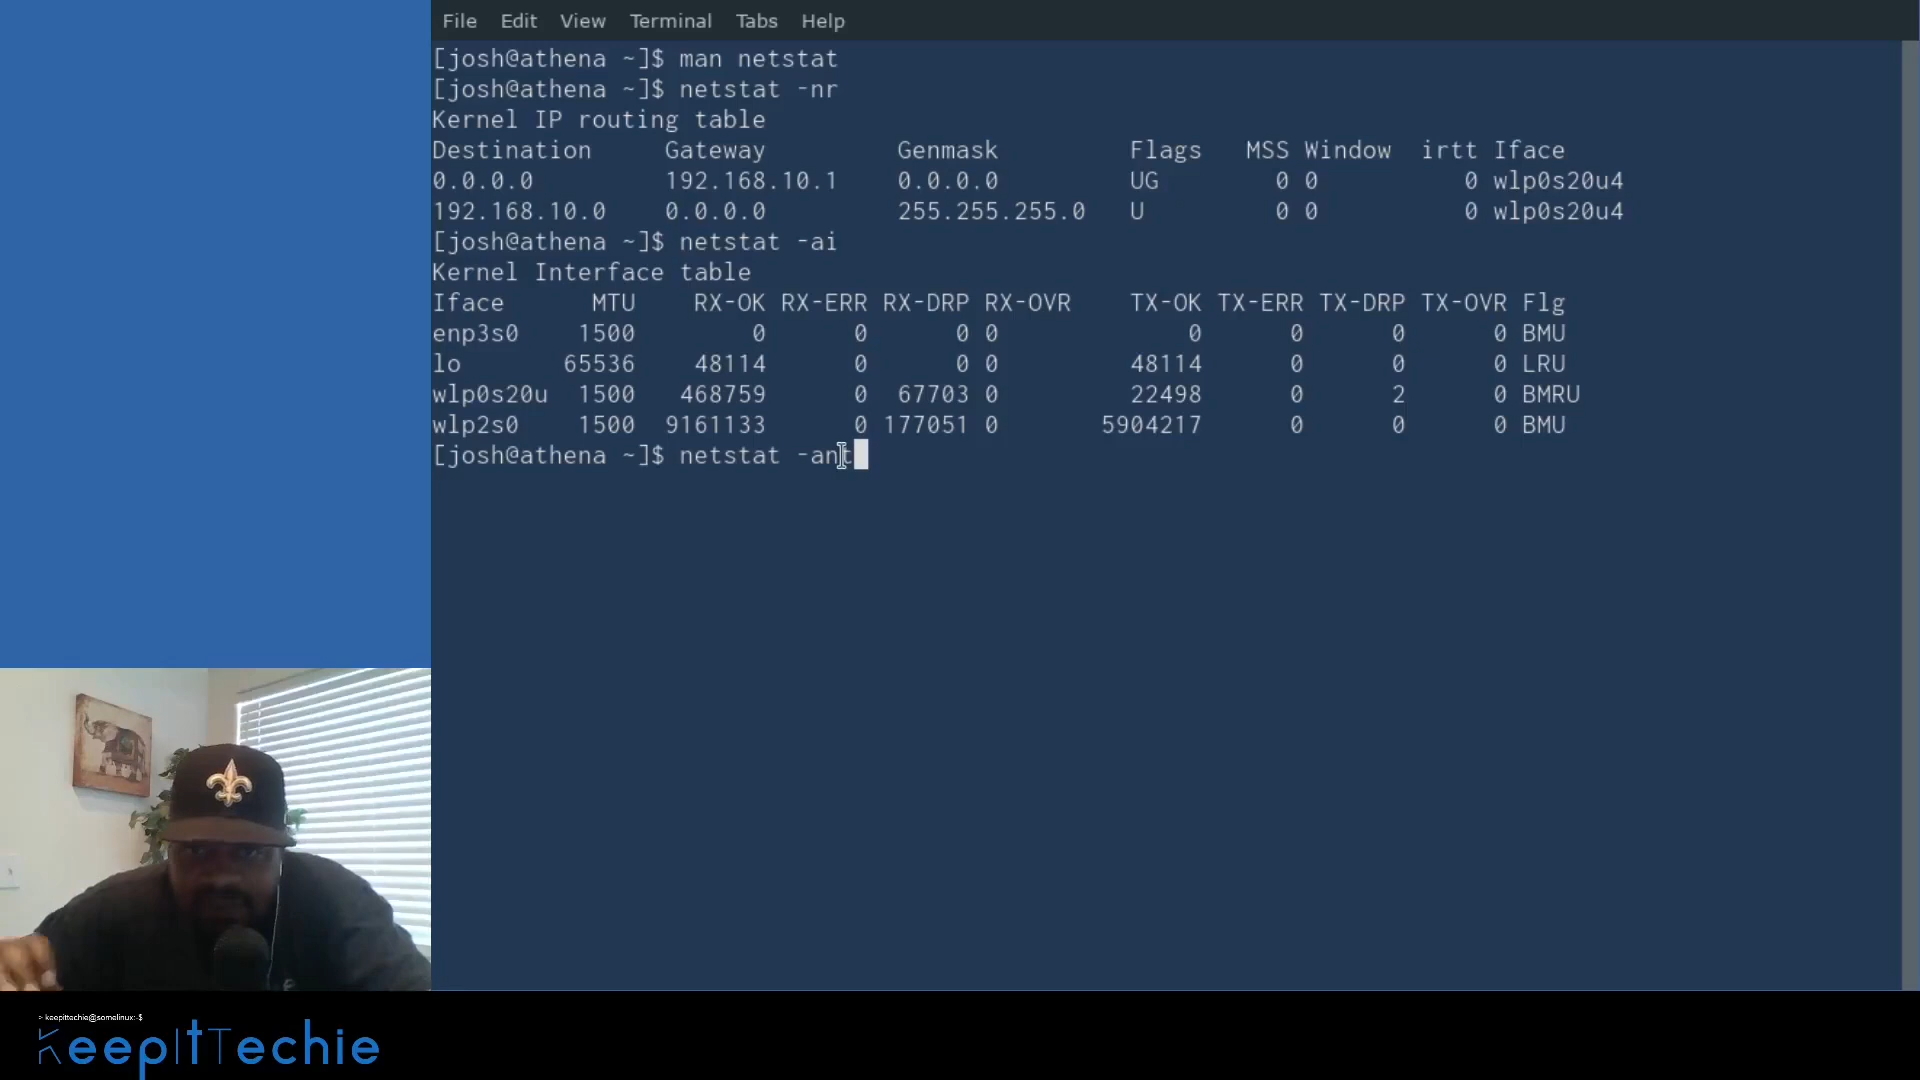 File Edit View Terminal Tabs Help
[josh@athena ~]$ man netstat
[josh@athena ~]$ netstat -nr
Kernel IP routing table
Destination Gateway Genmask Flags MSS Window irtt Iface
0.0.0.0 192.168.10.1 0.0.0.0 UG 0 0 0 wlp0s20u4
192.168.10.0 0.0.0.0 255.255.255.0 U 0 0 0 wlp0s20u4
[josh@athena ~]$ netstat -ai
Kernel Interface table
Iface MTU RX-OK RX-ERR RX-DRP RX-OVR TX-OK TX-ERR TX-DRP TX-OVR Flg
enp3s0 1500 0 0 0 0 0 0 0 0 BMU
lo 65536 48114 0 0 0 48114 0 0 0 LRU
wlp0s20u 1500 468759 0 67703 0 22498 0 2 0 BMRU
wlp2s0 1500 9161133 0 177051 0 5904217 0 0 0 BMU
[josh@athena ~]$ netstat -ant
> keepittechie@somelinux:-$
KeepItTechie